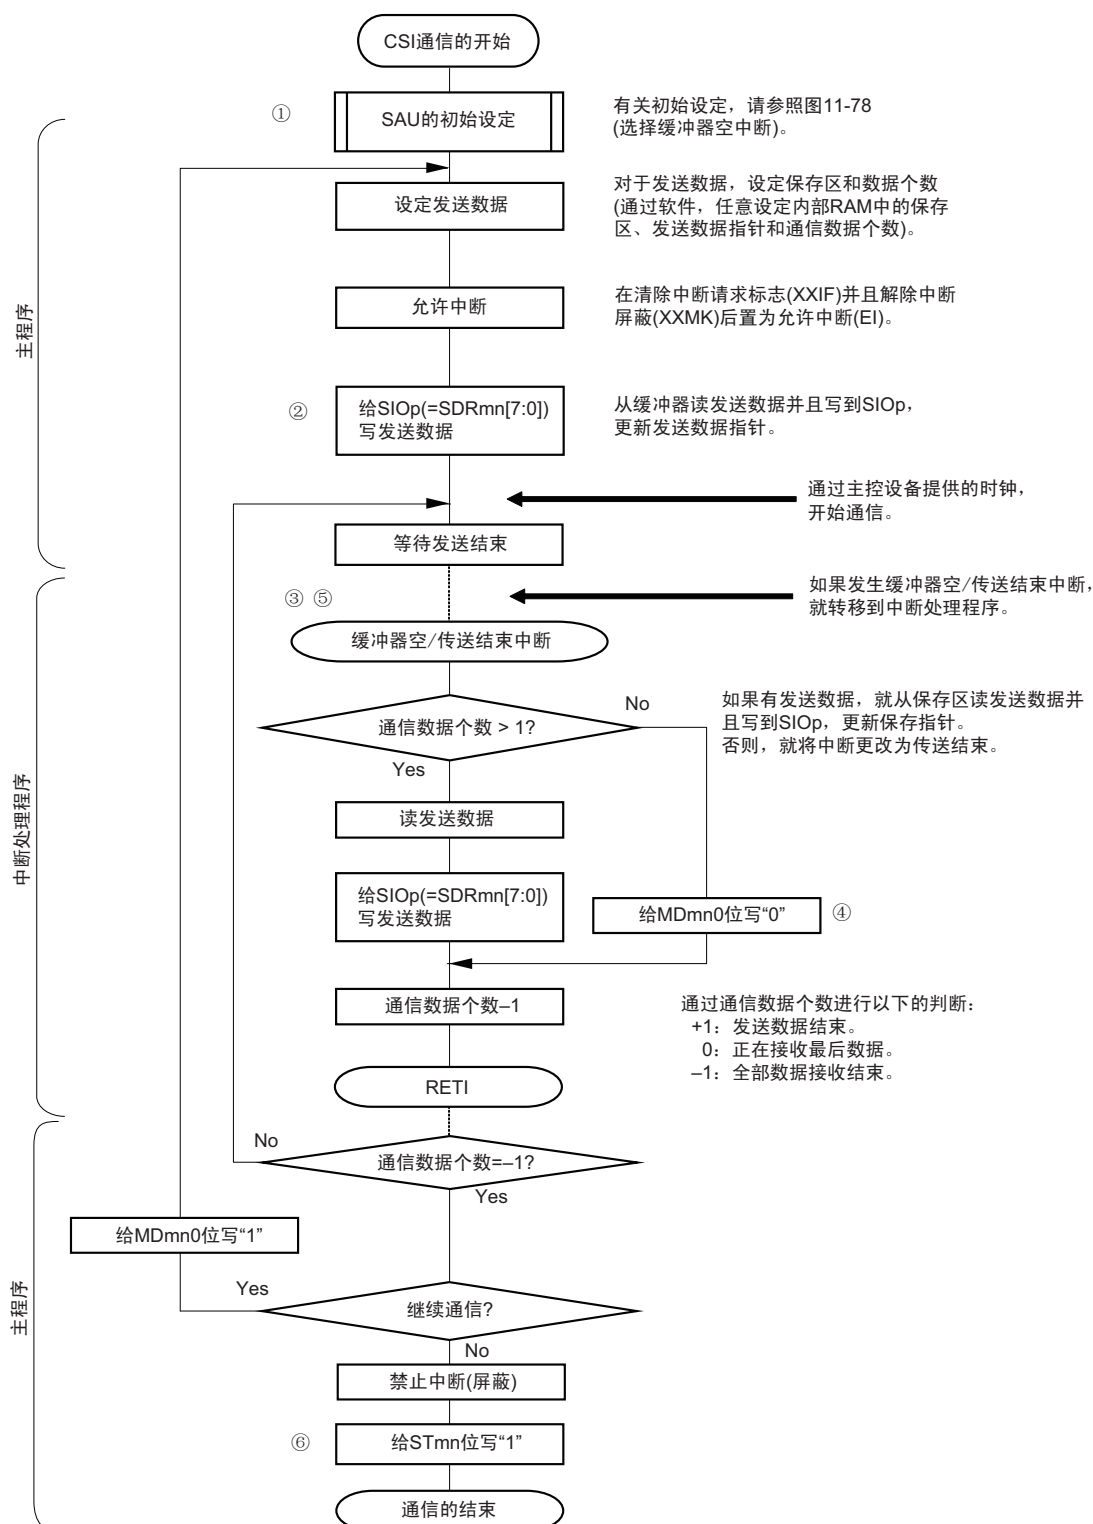 CSI通信的开始
①
SAU的初始设定
有关初始设定，请参照图11-78
(选择缓冲器空中断)。
设定发送数据
对于发送数据，设定保存区和数据个数
(通过软件，任意设定内部RAM中的保存
区、发送数据指针和通信数据个数)。
主程序
允许中断
在清除中断请求标志(XXIF)并且解除中断
屏蔽(XXMK)后置为允许中断(EI)。
②
给SIOp(=SDRmn[7:0])
写发送数据
从缓冲器读发送数据并且写到SIOp，
更新发送数据指针。
通过主控设备提供的时钟，
开始通信。
等待发送结束
③ ⑤
如果发生缓冲器空/传送结束中断，
就转移到中断处理程序。
缓冲器空/传送结束中断
通信数据个数 > 1?
No
Yes
如果有发送数据，就从保存区读发送数据并
且写到SIOp，更新保存指针。
否则，就将中断更改为传送结束。
中断处理程序
读发送数据
给SIOp(=SDRmn[7:0])
写发送数据
给MDmn0位写“0”
④
通信数据个数–1
通过通信数据个数进行以下的判断：
+1：发送数据结束。
0：正在接收最后数据。
–1：全部数据接收结束。
RETI
No
通信数据个数=–1?
Yes
给MDmn0位写“1”
主程序
Yes
继续通信?
No
禁止中断(屏蔽)
⑥
给STmn位写“1”
通信的结束